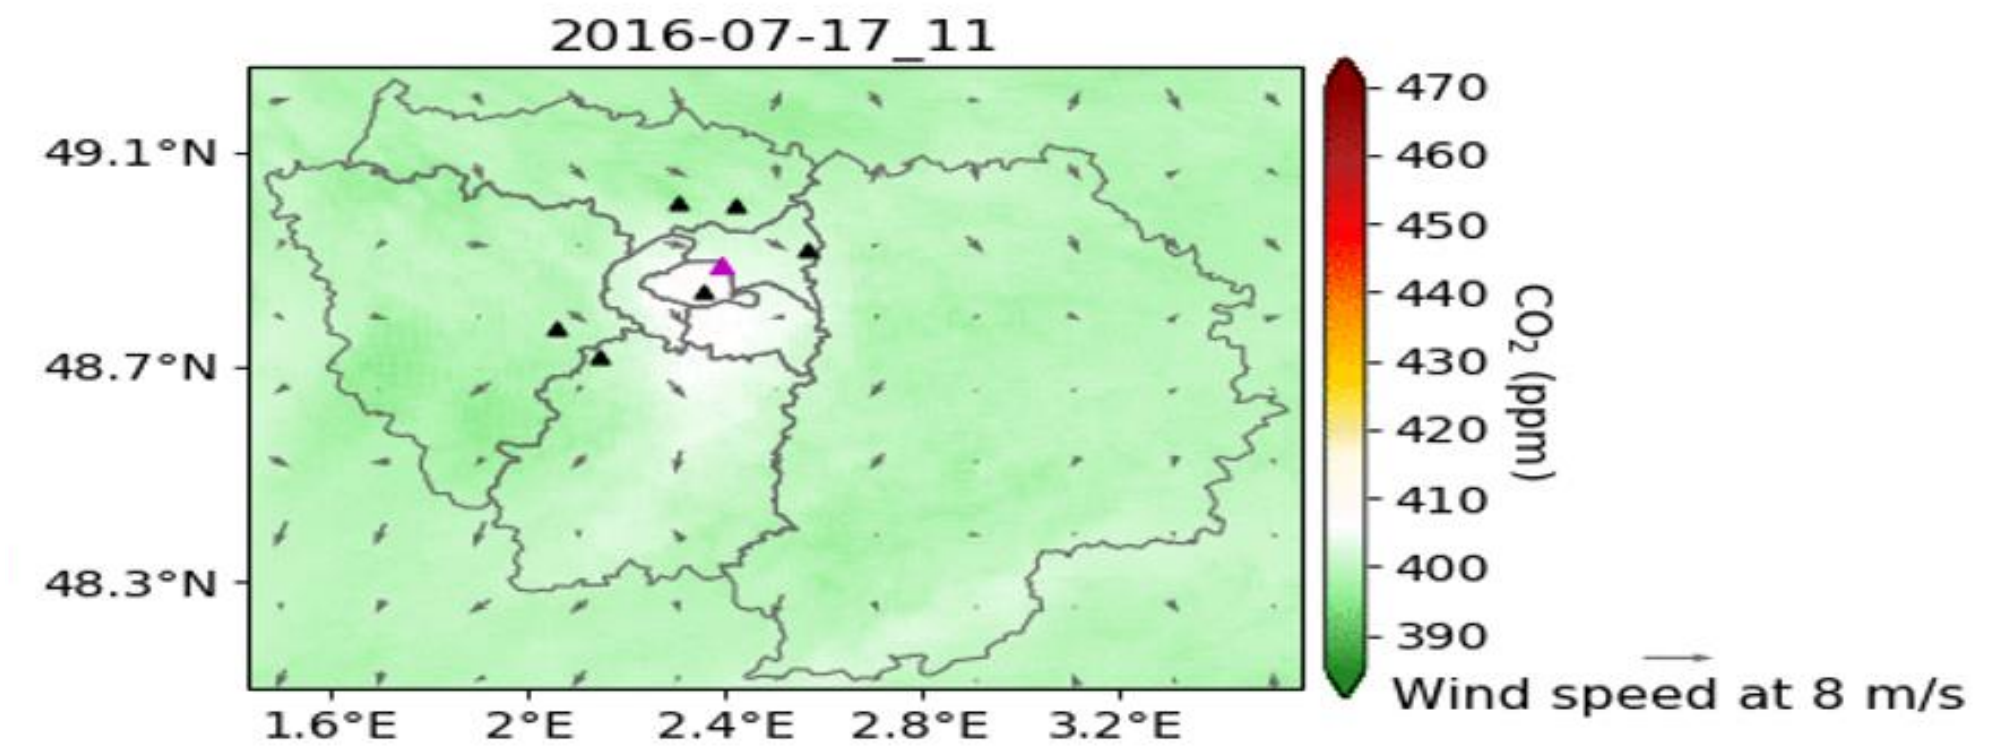 2016-07-17_11
49.1°N
48.7°N
48.3°N
1.6°E
2°E
2.4°E
2.8°E
3.2°E
470
460
450
440
430
420
410
400
390
CO₂ (ppm)
Wind speed at 8 m/s